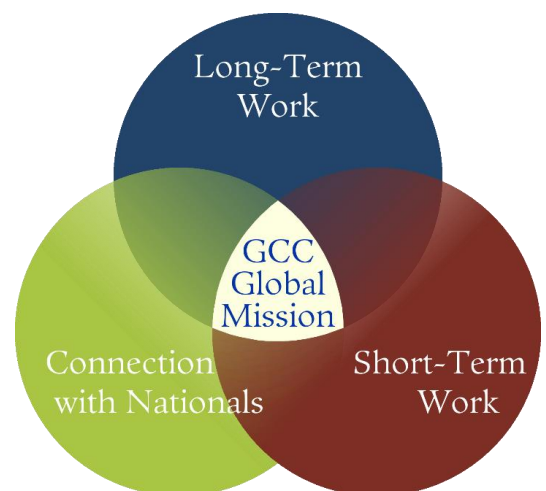 Long-Term
Work
GCC
Global
Mission
Connection
with Nationals
Short-Term
Work